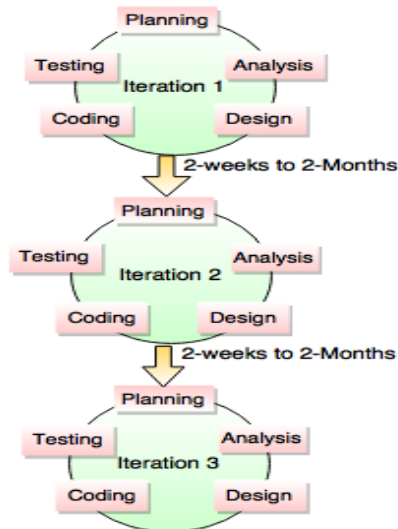 Planning
Testing
Analysis
Iteration 1
Coding
Design
2-weeks to 2-Months
Planning
Testing
Analysis
Iteration 2
Coding
Design
2-weeks to 2-Months
Planning
Testing
Analysis
Iteration 3
Coding
Design